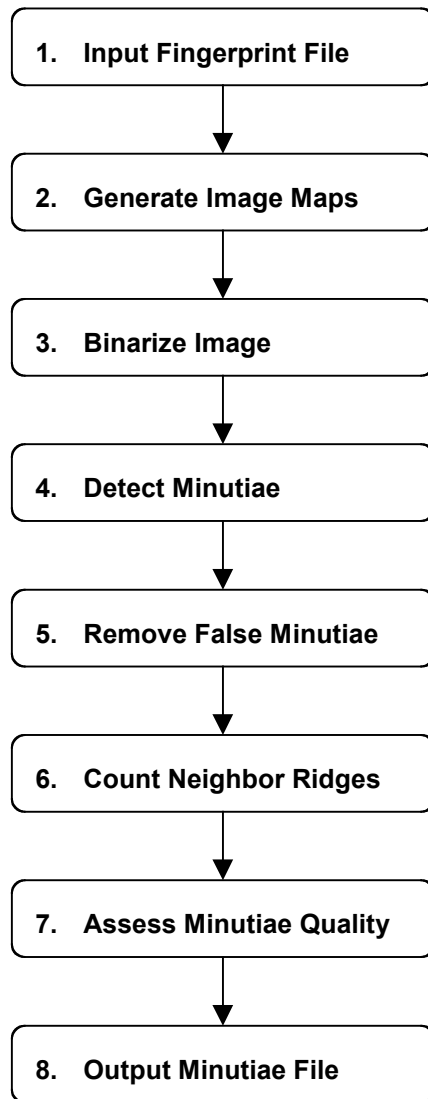 1. Input Fingerprint File
2. Generate Image Maps
3. Binarize Image
4. Detect Minutiae
5. Remove False Minutiae
6. Count Neighbor Ridges
7. Assess Minutiae Quality
8. Output Minutiae File